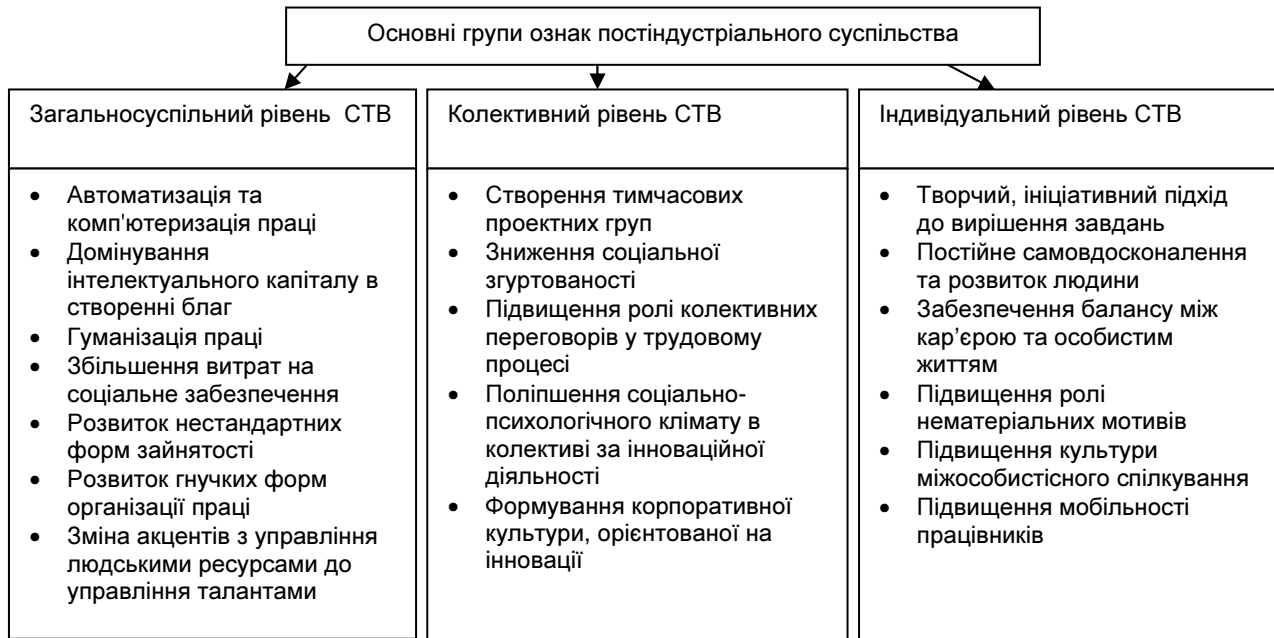 Основні групи ознак постіндустріального суспільства
Загальносуспільний рівень СТВ
• Автоматизація та
комп'ютеризація праці
• Домінування
інтелектуального капіталу в
створенні благ
• Гуманізація праці
• Збільшення витрат на
соціальне забезпечення
• Розвиток нестандартних
форм зайнятості
• Розвиток гнучких форм
організації праці
• Зміна акцентів з управління
людськими ресурсами до
управління талантами
Колективний рівень СТВ
• Створення тимчасових
проектних груп
• Зниження соціальної
згуртованості
• Підвищення ролі колективних
переговорів у трудовому
процесі
• Поліпшення соціально-
психологічного клімату в
колективі за інноваційної
діяльності
• Формування корпоративної
культури, орієнтованої на
інновації
Індивідуальний рівень СТВ
• Творчий, ініціативний підхід
до вирішення завдань
• Постійне самовдосконалення
та розвиток людини
• Забезпечення балансу між
кар’єрою та особистим
життям
• Підвищення ролі
нематеріальних мотивів
• Підвищення культури
міжособистісного спілкування
• Підвищення мобільності
працівників